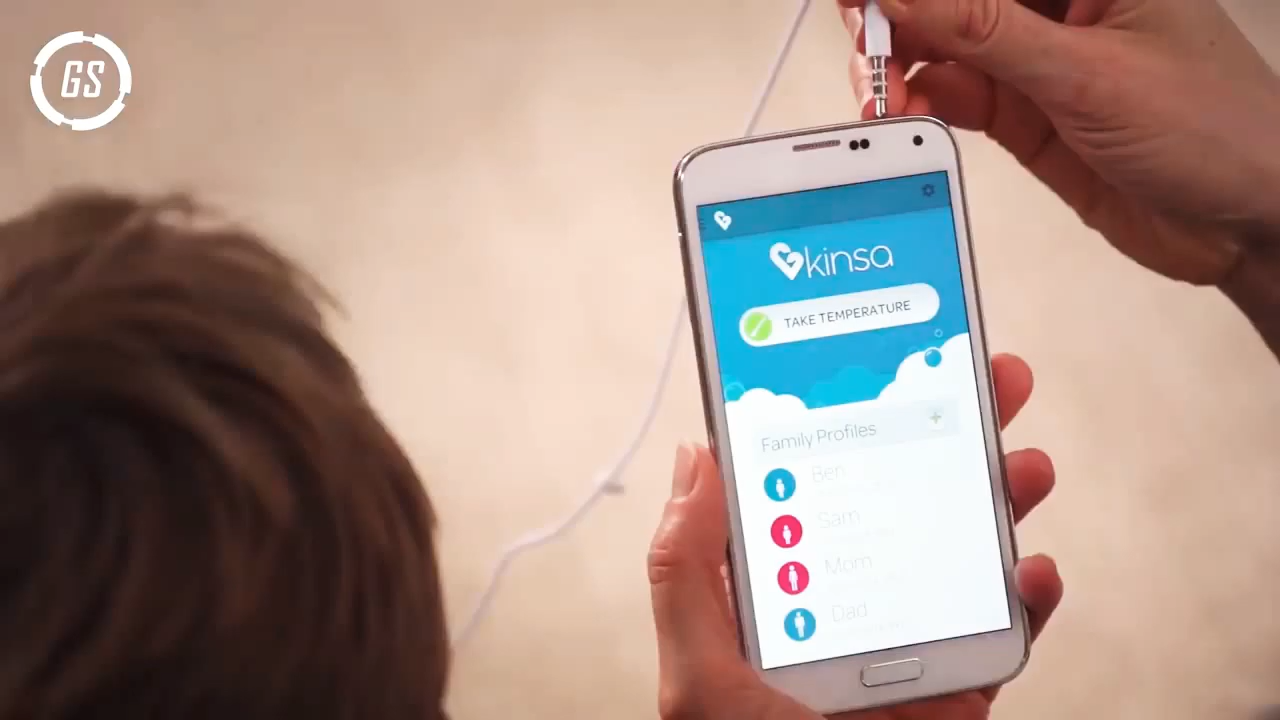 GS
kinsa
TAKE TEMPERATURE
Family Profiles
Ben
Sam
Mom
Dad